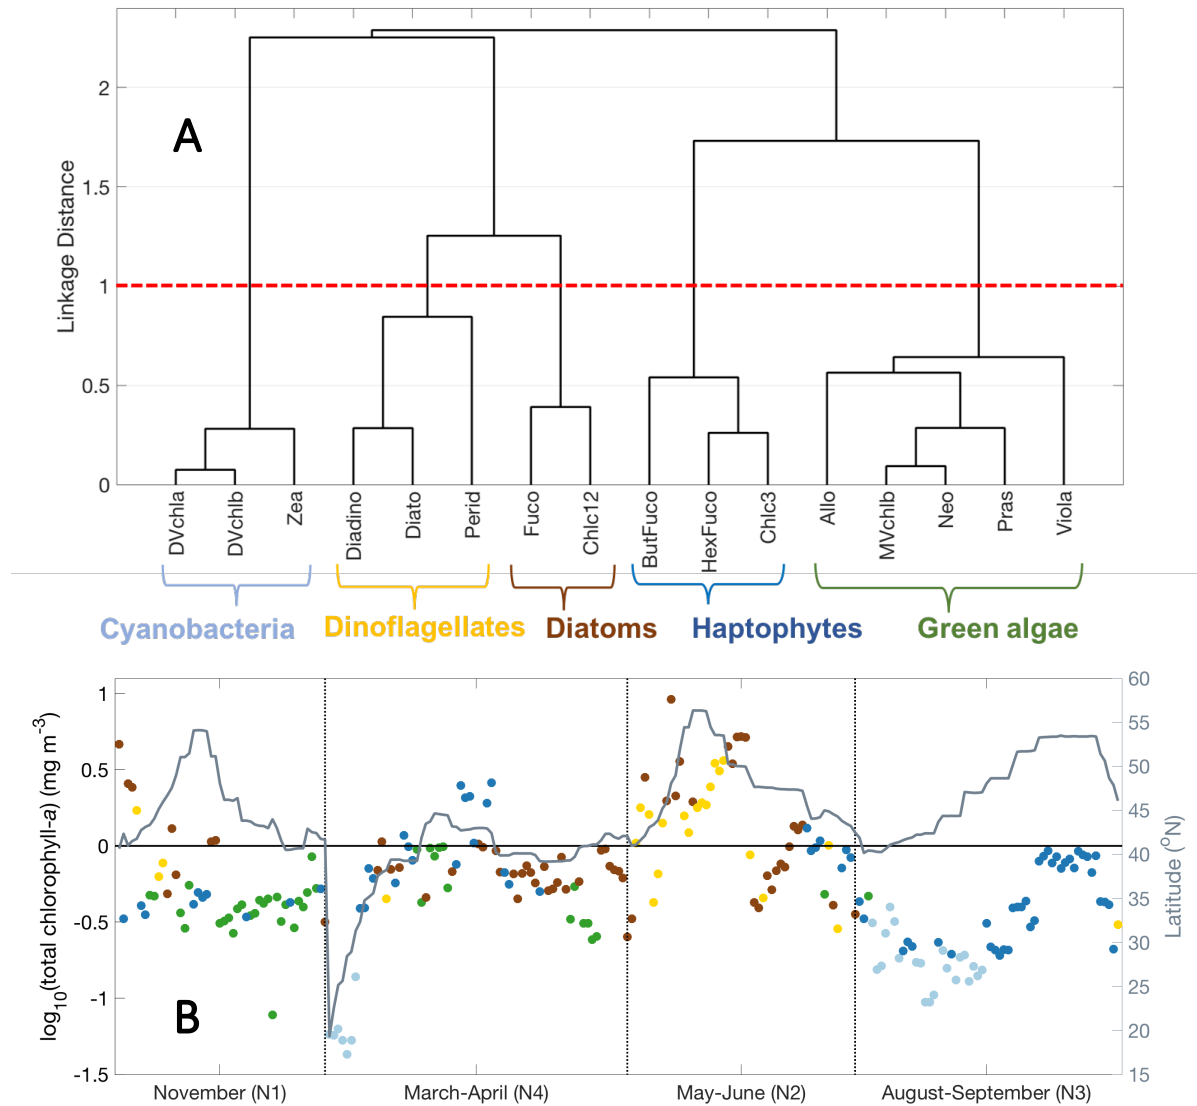 A
Linkage Distance
2
1.5
1
0.5
0
DVchla
DVchlb
Zea
Diadino
Diato
Perid
Fuco
Chlc12
ButFuco
HexFuco
Chlc3
Allo
MVchlb
Neo
Pras
Viola
Cyanobacteria
Dinoflagellates
Diatoms
Haptophytes
Green algae
B
log10(total chlorophyll-a) (mg m-3)
1
0.5
0
-0.5
-1
-1.5
60
55
50
45
40
35
30
25
20
15
Latitude (oN)
November (N1)
March-April (N4)
May-June (N2)
August-September (N3)